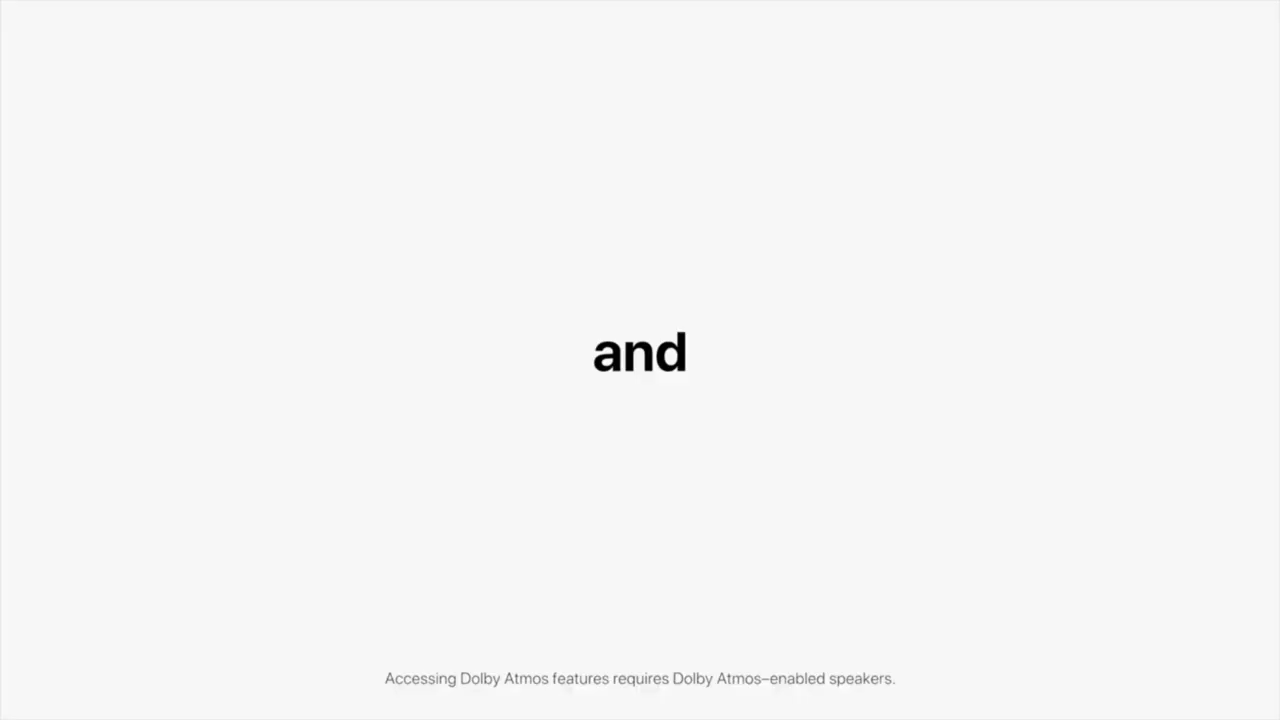 and
Accessing Dolby Atmos features requires Dolby Atmos–enabled speakers.